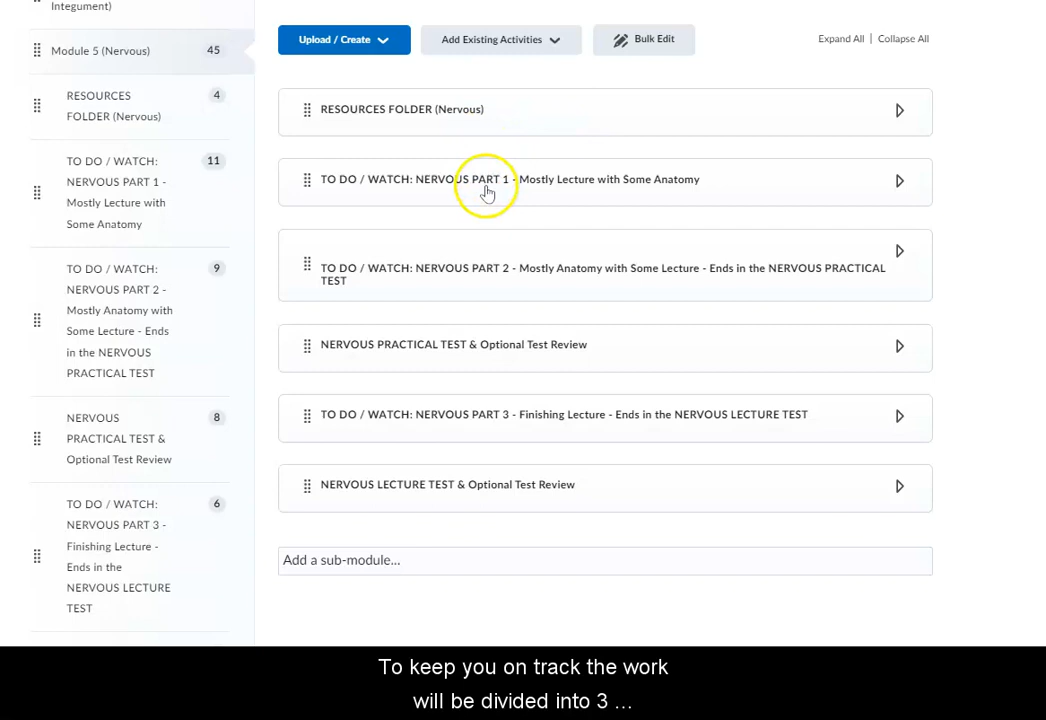 Integument)
Module 5 (Nervous) 45
RESOURCES 4
FOLDER (Nervous)
TO DO / WATCH: 11
NERVOUS PART 1 -
Mostly Lecture with
Some Anatomy
TO DO / WATCH: 9
NERVOUS PART 2 -
Mostly Anatomy with
Some Lecture - Ends
in the NERVOUS
PRACTICAL TEST
NERVOUS 8
PRACTICAL TEST &
Optional Test Review
TO DO / WATCH: 6
NERVOUS PART 3 -
Finishing Lecture -
Ends in the
NERVOUS LECTURE
TEST
Upload / Create Add Existing Activities Bulk Edit Expand All | Collapse All
RESOURCES FOLDER (Nervous)
TO DO / WATCH: NERVOUS PART 1 - Mostly Lecture with Some Anatomy
TO DO / WATCH: NERVOUS PART 2 - Mostly Anatomy with Some Lecture - Ends in the NERVOUS PRACTICAL
TEST
NERVOUS PRACTICAL TEST & Optional Test Review
TO DO / WATCH: NERVOUS PART 3 - Finishing Lecture - Ends in the NERVOUS LECTURE TEST
NERVOUS LECTURE TEST & Optional Test Review
Add a sub-module...
To keep you on track the work
will be divided into 3 ...